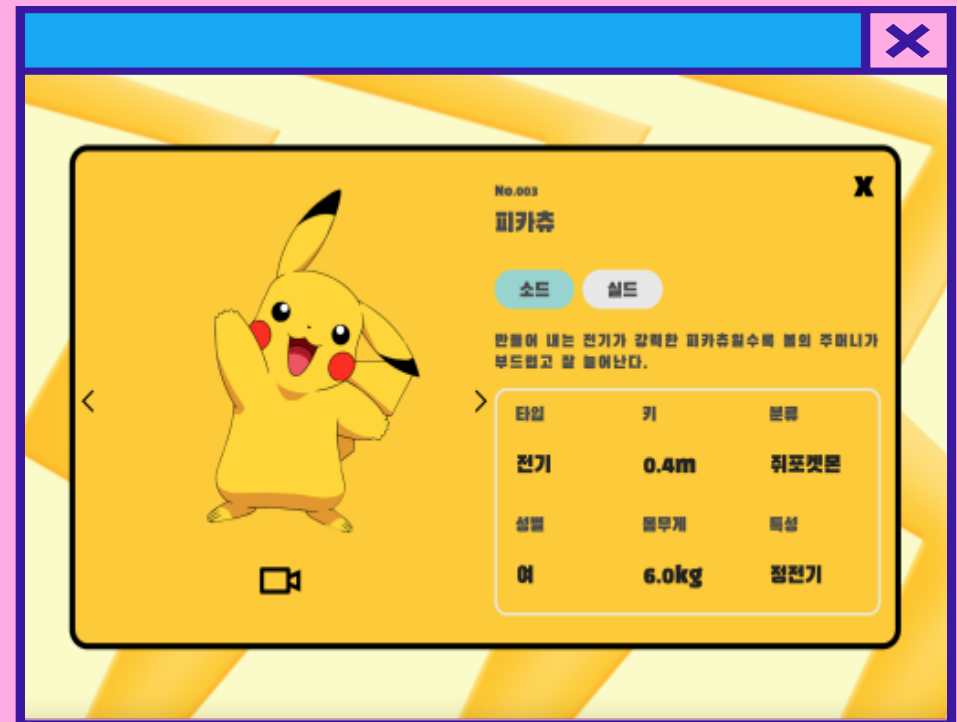 No.003
X
피카츄
소드 실드
만들어 내는 전기가 강력한 피카츄일수록 볼의 주머니가
부드럽고 잘 늘어난다.
타입 키 분류
전기 0.4m 쥐포켓몬
성별 몸무게 특성
여 6.0kg 정전기